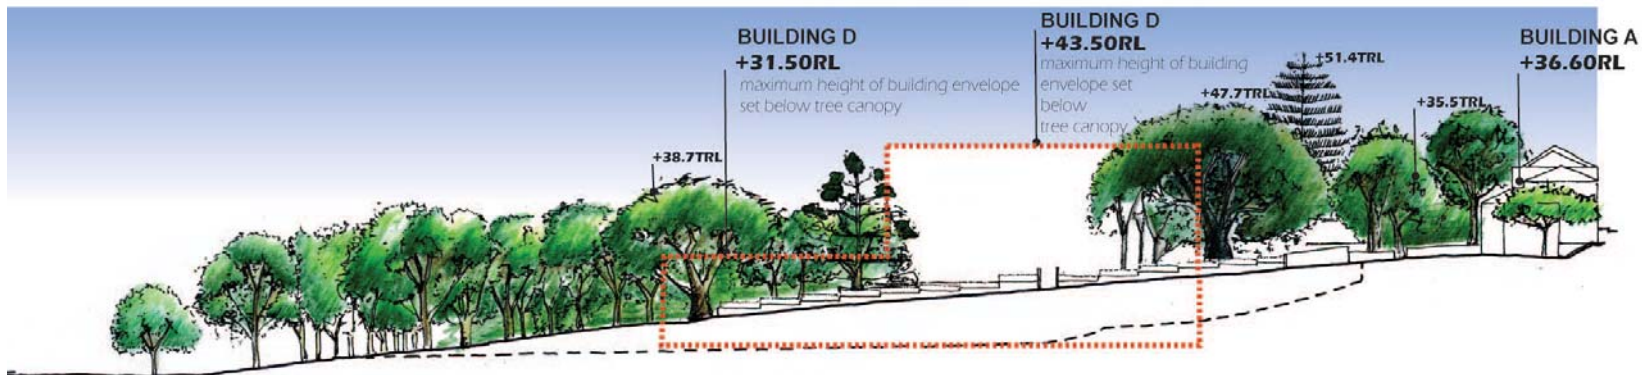 BUILDING D
+31.50RL
maximum height of building envelope
set below tree canopy
BUILDING D
+43.50RL
maximum height of building
envelope set
below
tree canopy
BUILDING A
+36.60RL
+51.4TRL
+47.7TRL
+35.5TRL
+38.7TRL